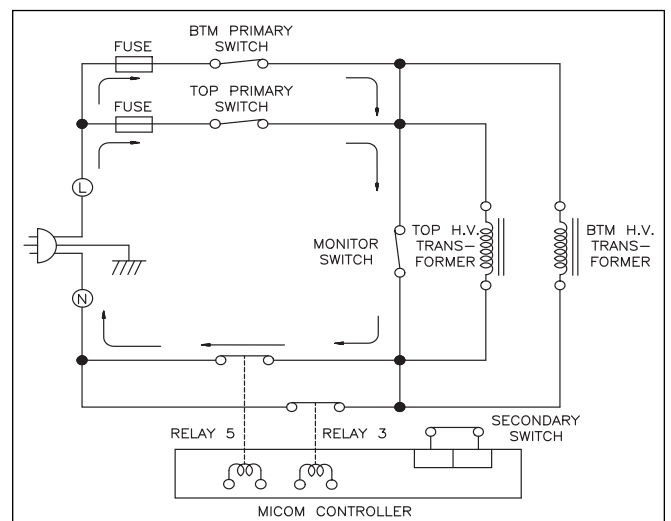 BTM PRIMARY
SWITCH
FUSE
TOP PRIMARY
SWITCH
FUSE
L
MONITOR
SWITCH
TOP H.V.
TRANS-
FORMER
BTM H.V.
TRANS-
FORMER
N
RELAY 5
RELAY 3
SECONDARY
SWITCH
MICOM CONTROLLER